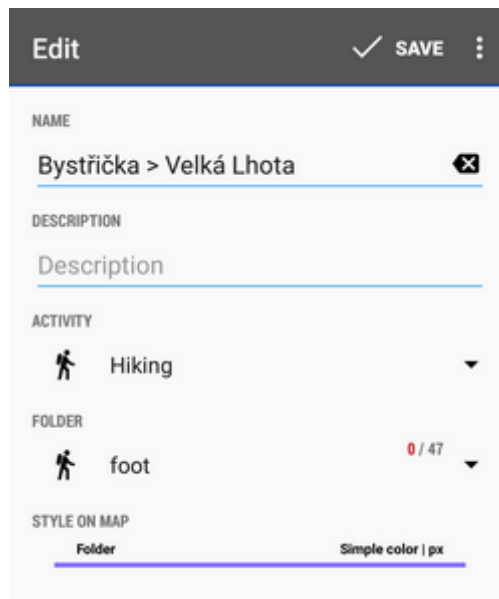 Edit SAVE
NAME
Bystřička > Velká Lhota
DESCRIPTION
Description
ACTIVITY
Hiking
FOLDER
foot 0 / 47
STYLE ON MAP
Folder Simple color | px